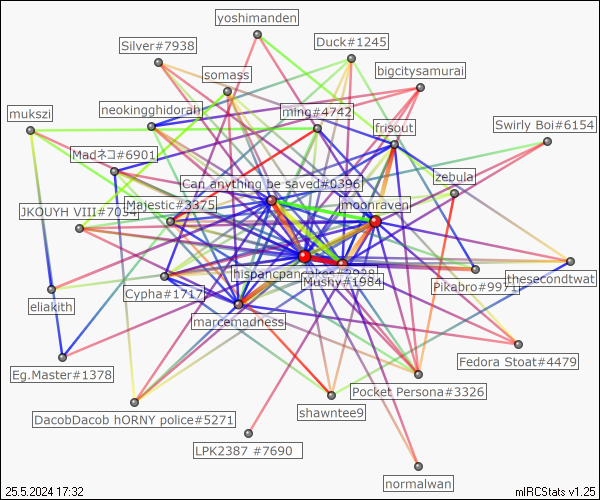 yoshimanden
Silver#7938
Duck#1245
somass
bigcitysamurai
mukszi
neokingghidorah
ming#4742
frisout
Swirly Boi#6154
Madネコ#6901
zebula
Can anything be saved#0396
JKOUYH VIII#7034
Majestic#3375
moonraven
hispancpancakes#2928
thesecondtwat
Cypha#1717
Mushy#1984
Pikabro#9971
eliakith
marcemadness
Fedora Stoat#4479
Eg.Master#1378
Pocket Persona#3326
DacobDacob hORNY police#5271
shawntee9
LPK2387 #7690
normalwan
25.5.2024 17:32
mIRCStats v1.25